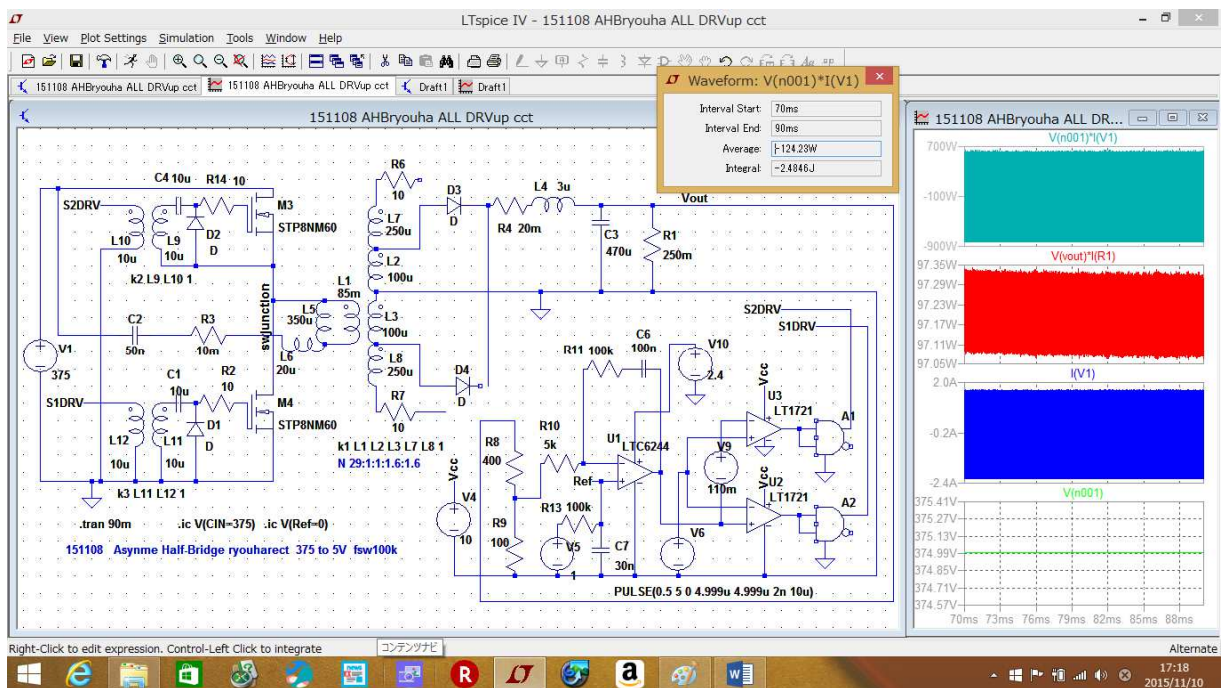 LTspice IV - 151108 AHBryouha ALL DRVup cct
File View Plot Settings Simulation Tools Window Help
151108 AHBryouha ALL DRVup cct
151108 AHBryouha ALL DRVup cct
Draft1
Draft1
151108 AHBryouha ALL DRVup cct
Waveform: V(n001)*I(V1)
Interval Start: 70ms
Interval End: 90ms
Average: -124.23W
Integral: -2.4846J
C4 10u
R14 10
S2DRV
M3
STP8NM60
D2
D
L10
10u
L9
10u
k2 L9 L10 1
R6
10
L7
250u
D3
D
L4 3u
R4 20m
Vout
C3
470u
R1
250m
L2
100u
L1
85m
L5
350u
L3
100u
swjunction
C2
50n
R3
10m
L6
20u
V1
375
C1
10u
R2
10
S1DRV
M4
STP8NM60
D1
D
L12
10u
L11
10u
k3 L11 L12 1
L8
250u
D4
D
R7
10
k1 L1 L2 L3 L7 L8 1
N 29:1:1:1.6:1.6
S2DRV
S1DRV
C6
100n
R11 100k
V10
2.4
Vcc
U3
LT1721
A1
R10
5k
U1
LTC6244
R8
400
Ref
V9
110m
Vcc
U2
LT1721
A2
Vcc
V4
10
R9
100
R13 100k
V5
1
C7
30n
V6
PULSE(0.5 5 0 4.999u 4.999u 2n 10u)
.tran 90m
.ic V(CIN=375)
.ic V(Ref=0)
151108 Asynme Half-Bridge ryouharect 375 to 5V fsw100k
151108 AHBryouha ALL DR...
V(n001)*I(V1)
700W
-100W
-900W
V(vout)*I(R1)
97.35W
97.29W
97.23W
97.17W
97.11W
97.05W
I(V1)
2.0A
-0.2A
-2.4A
V(n001)
375.41V
375.27V
375.13V
374.99V
374.85V
374.71V
374.57V
70ms 73ms 76ms 79ms 82ms 85ms 88ms
Right-Click to edit expression. Control-Left Click to integrate
コンテンツナビ
Alternate
17:18
2015/11/10